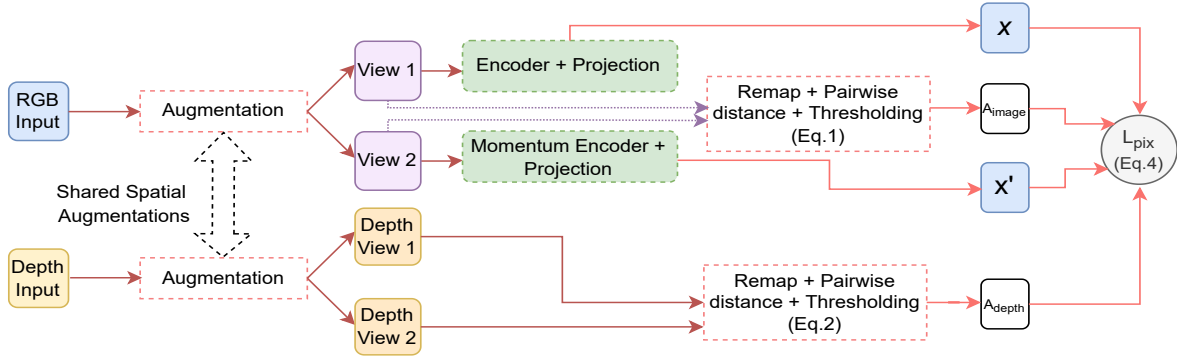 RGB
Input
Augmentation
View 1
View 2
Encoder + Projection
Momentum Encoder +
Projection
Remap + Pairwise
distance + Thresholding
(Eq.1)
x
A_image
x'
L_pix
(Eq.4)
Shared Spatial
Augmentations
Depth
Input
Augmentation
Depth
View 1
Depth
View 2
Remap + Pairwise
distance + Thresholding
(Eq.2)
A_depth